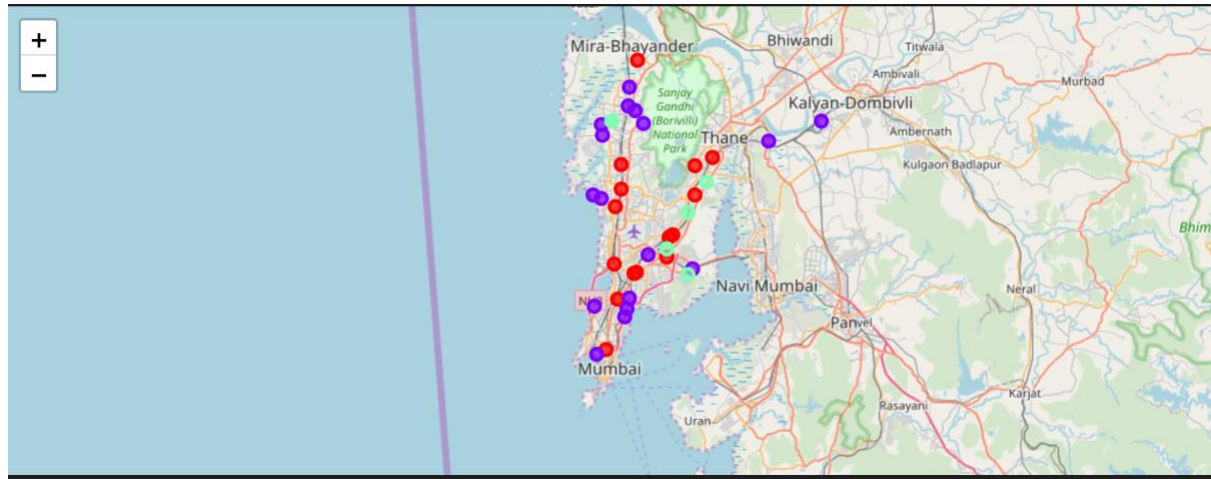 +
−
Mira-Bhayander
Bhiwandi
Titwala
Ambivali
Murbad
Sanjay
Gandhi
(Borivili)
National
Park
Kalyan-Dombivli
Thane
Ambernath
Kulgaon Badlapur
Navi Mumbai
Neral
Panvel
Mumbai
Karjat
Rasayani
Uran